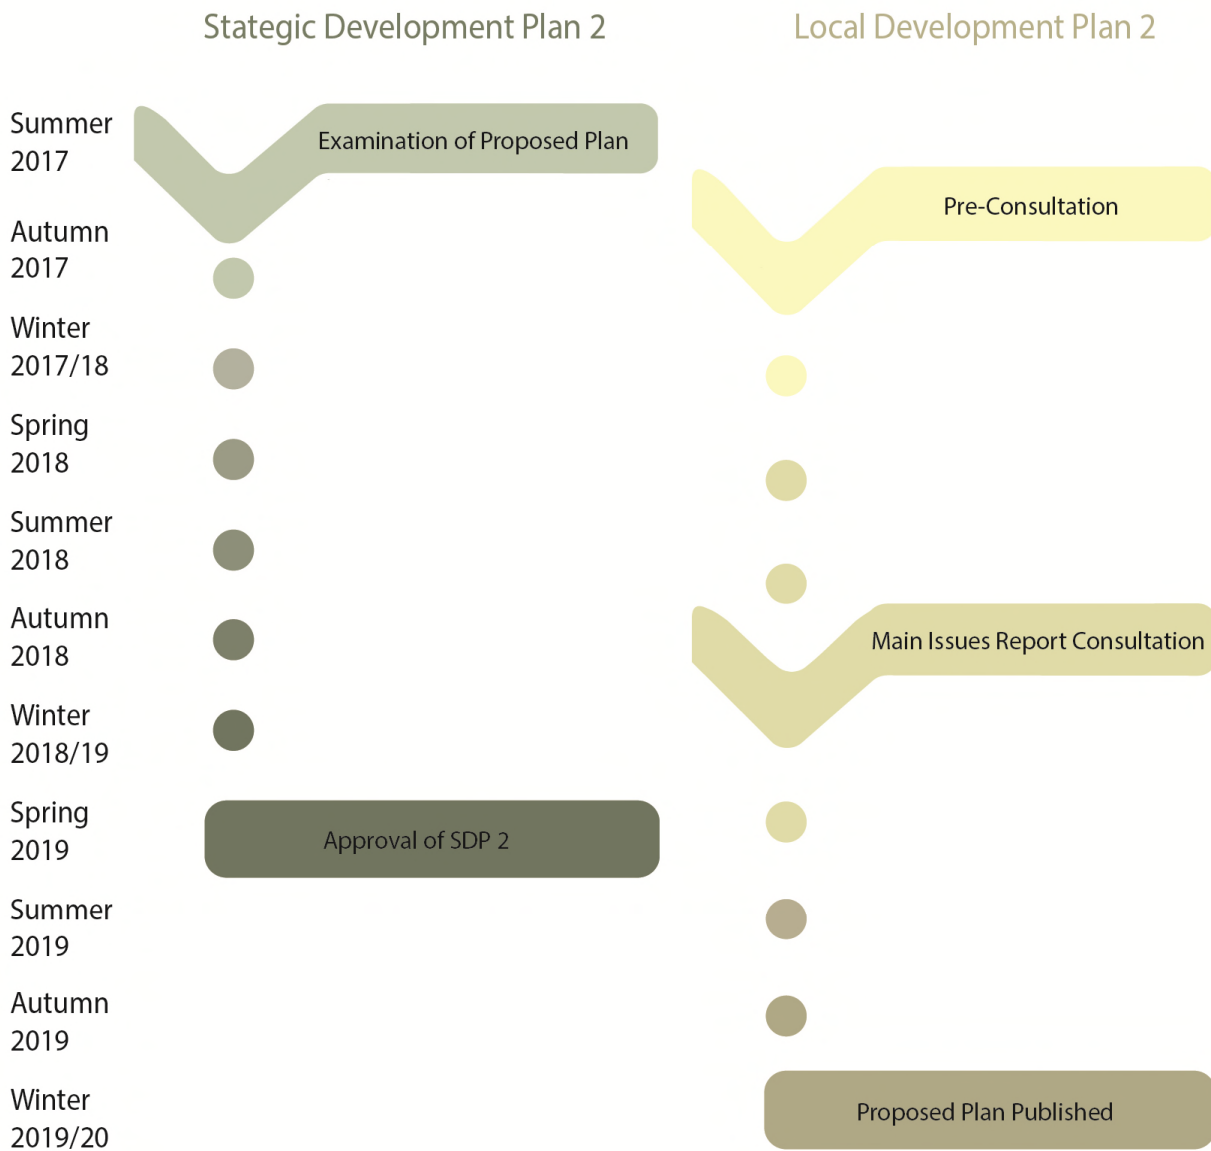 Stategic Development Plan 2
Local Development Plan 2
Summer
2017
Examination of Proposed Plan
Pre-Consultation
Autumn
2017
Winter
2017/18
Spring
2018
Summer
2018
Autumn
2018
Main Issues Report Consultation
Winter
2018/19
Spring
2019
Approval of SDP 2
Summer
2019
Autumn
2019
Winter
2019/20
Proposed Plan Published